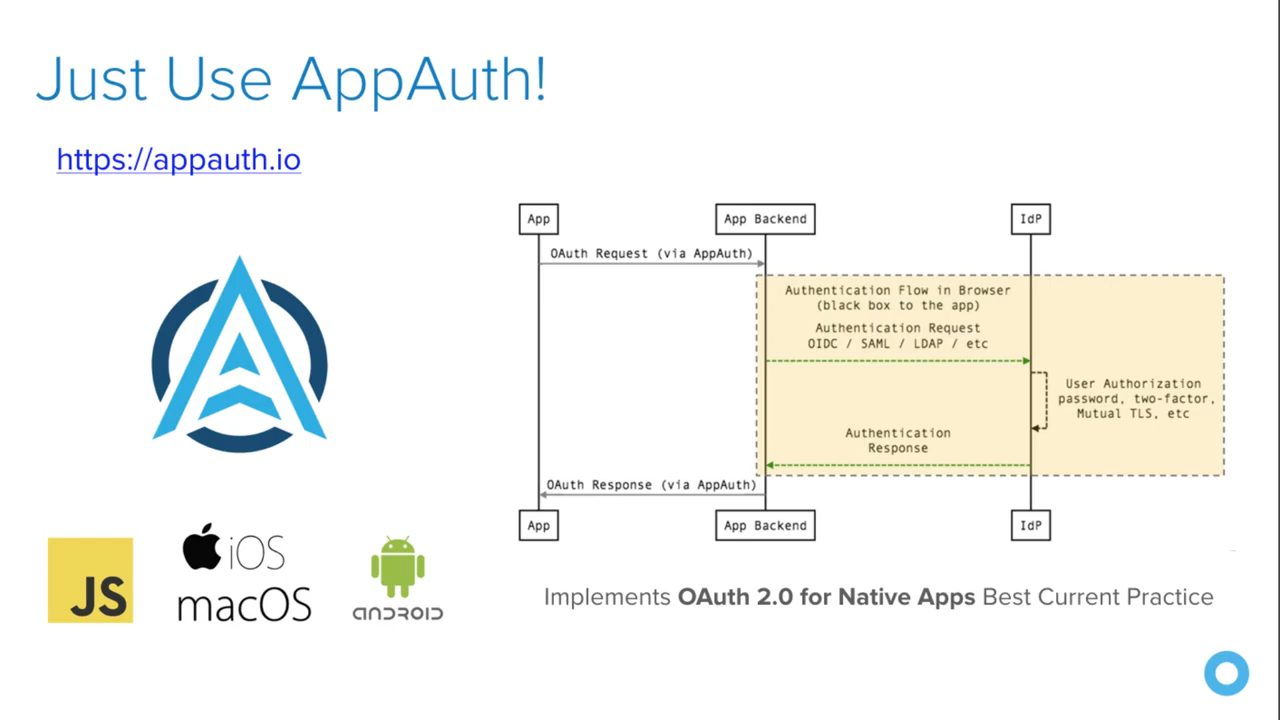 Just Use AppAuth!
https://appauth.io
App
App Backend
IdP
OAuth Request (via AppAuth)
Authentication Flow in Browser
(black box to the app)
Authentication Request
OIDC / SAML / LDAP / etc
User Authorization
password, two-factor,
Mutual TLS, etc
Authentication
Response
OAuth Response (via AppAuth)
App
App Backend
IdP
JS
iOS
macOS
ANDROID
Implements OAuth 2.0 for Native Apps Best Current Practice